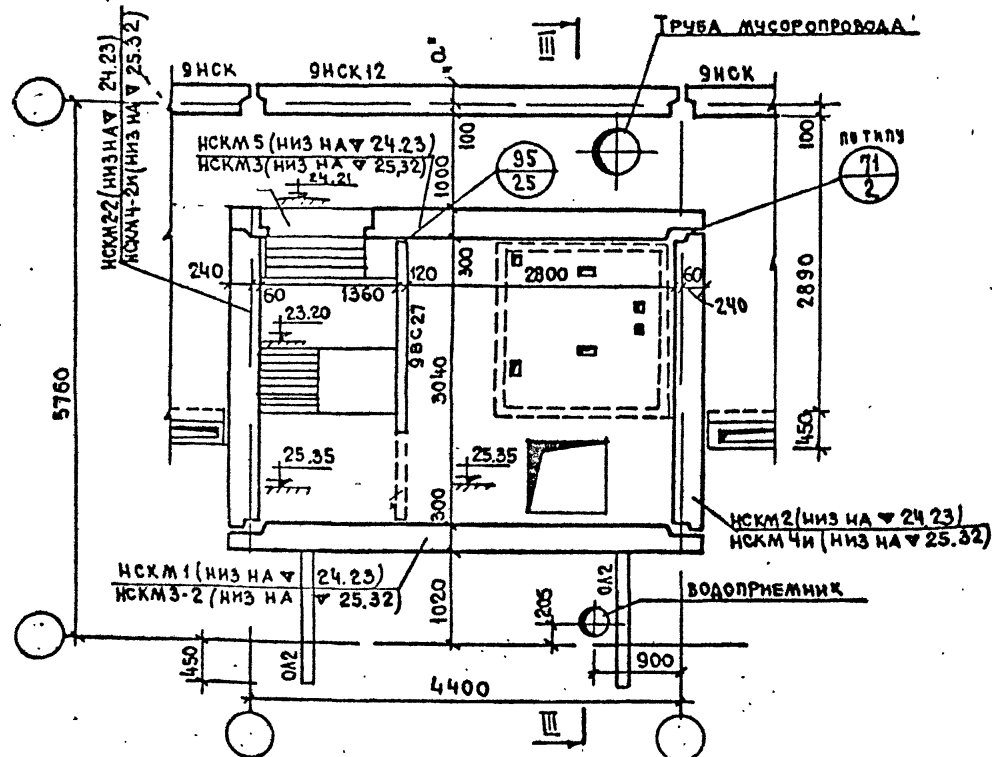 ТРУБА МУСОРОПРОВОДА
III
"а"
9НСК
9НСК12
9НСК
НСКМ2-2 (НИЗ НА ▽ 24.23)
НСКМ4-2и (НИЗ НА ▽ 25.32)
НСКМ5 (НИЗ НА ▽ 24.23)
НСКМ3 (НИЗ НА ▽ 25,32)
100
100
95
25
ПО ТИПУ
71
2
24.21
1000
240
60
1360
120
300
2800
60
240
2890
23.20
9ВС27
3040
5760
450
25.35
25.35
300
НСКМ2 (НИЗ НА ▽ 24.23)
НСКМ4и (НИЗ НА ▽ 25.32)
НСКМ1 (НИЗ НА ▽ 24.23)
НСКМ3-2 (НИЗ НА ▽ 25.32)
1020
1205
ОЛ2
ВОДОПРИЕМНИК
450
ОЛ2
900
4400
III